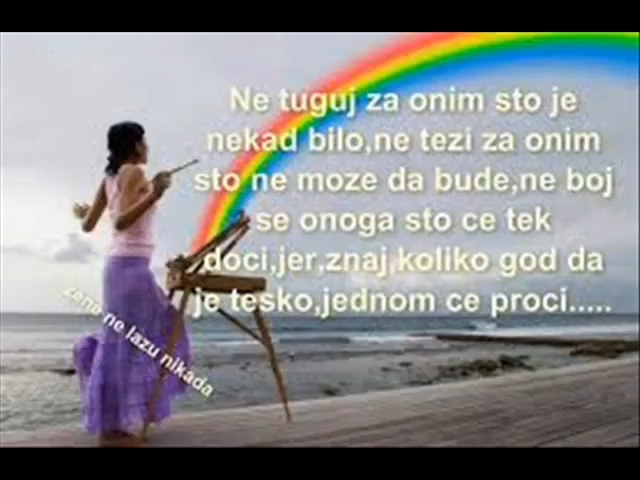 Ne tuguj za onim sto je
nekad bilo,ne tezi za onim
sto ne moze da bude,ne boj
se onoga sto ce tek
doci,jer,znaj,koliko god da
je tesko,jednom ce proci.....
zene ne lazu nikada